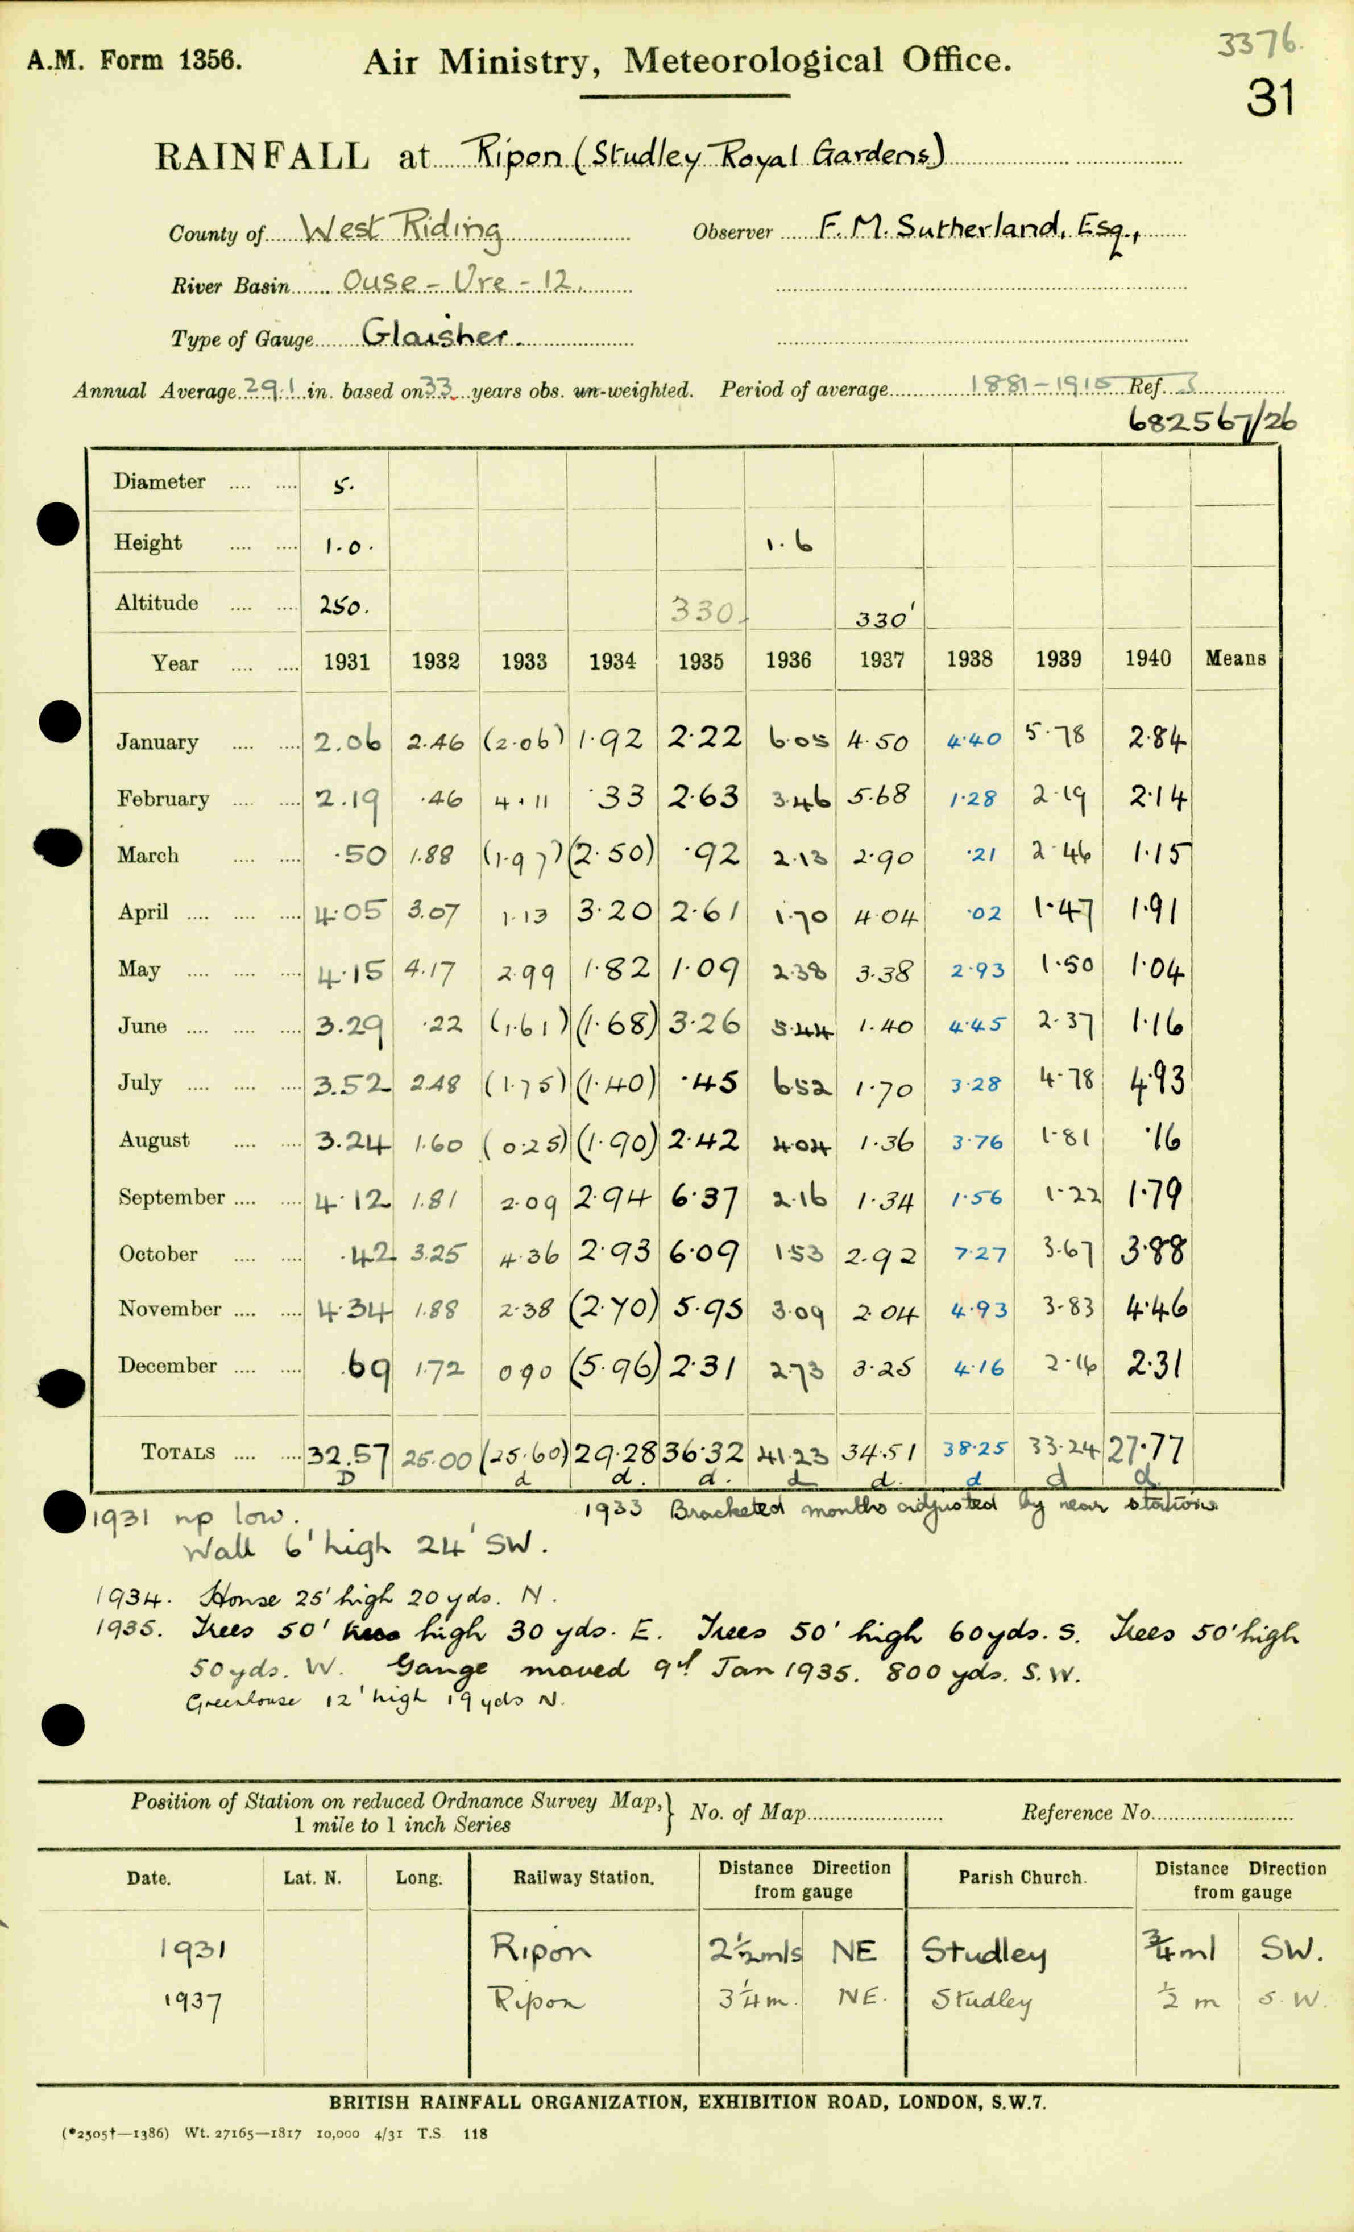 3376.
A.M. Form 1356. Air Ministry, Meteorological Office.
31
RAINFALL at Ripon (Studley Royal Gardens)
County of West Riding Observer F. M. Sutherland, Esq.,
River Basin Ouse - Ure - 12.
Type of Gauge Glaisher.
Annual Average 29.1 in. based on 33 years obs. un-weighted. Period of average 1881-1915 Ref.
682567/26
Diameter .... .... 5.
Height .... .... 1.0. 1.6
Altitude .... .... 250. 330. 330'
Year .... .... 1931 1932 1933 1934 1935 1936 1937 1938 1939 1940 Means
January .... .... 2.06 2.46 (2.06) 1.92 2.22 6.05 4.50 4.40 5.78 2.84
February .... .... 2.19 .46 4.11 .33 2.63 3.46 5.68 1.28 2.19 2.14
March .... .... .50 1.88 (1.97) (2.50) .92 2.13 2.90 .21 2.46 1.15
April .... .... .... 4.05 3.07 1.13 3.20 2.61 1.70 4.04 .02 1.47 1.91
May .... .... .... 4.15 4.17 2.99 1.82 1.09 2.38 3.38 2.93 1.50 1.04
June .... .... .... 3.29 .22 (1.61) (1.68) 3.26 5.44 1.40 4.45 2.37 1.16
July .... .... .... 3.52 2.48 (1.75) (1.40) .45 6.52 1.70 3.28 4.78 4.93
August .... .... 3.24 1.60 (0.25) (1.90) 2.42 4.04 1.36 3.76 1.81 .16
September .... .... 4.12 1.81 2.09 2.94 6.37 2.16 1.34 1.56 1.22 1.79
October .... .... .42 3.25 4.36 2.93 6.09 1.53 2.92 7.27 3.67 3.88
November .... .... 4.34 1.88 2.38 (2.70) 5.95 3.09 2.04 4.93 3.83 4.46
December .... .... .69 1.72 0.90 (5.96) 2.31 2.73 3.25 4.16 2.16 2.31
TOTALS .... .... 32.57 25.00 (25.60) 29.28 36.32 41.23 34.51 38.25 33.24 27.77
D d d. d. d d. d d d
1931 np low. 1933 Bracketed months adjusted by near stations
Wall 6' high 24' SW.
1934. House 25' high 20 yds. N.
1935. Trees 50' high 30 yds. E. Trees 50' high 60 yds. S. Trees 50' high
50 yds. W. Gauge moved 9th Jan 1935. 800 yds. S.W.
Greenhouse 12' high 19 yds N.
Position of Station on reduced Ordnance Survey Map, } No. of Map Reference No.
1 mile to 1 inch Series
Date. Lat. N. Long. Railway Station. Distance Direction from gauge Parish Church. Distance Direction from gauge
1931 Ripon 2½ mls NE Studley ¾ ml SW.
1937 Ripon 3¼ m. NE. Studley ½ m S.W.
BRITISH RAINFALL ORGANIZATION, EXHIBITION ROAD, LONDON, S.W.7.
(*2505†—1386) Wt. 27165—1817 10,000 4/31 T.S. 118